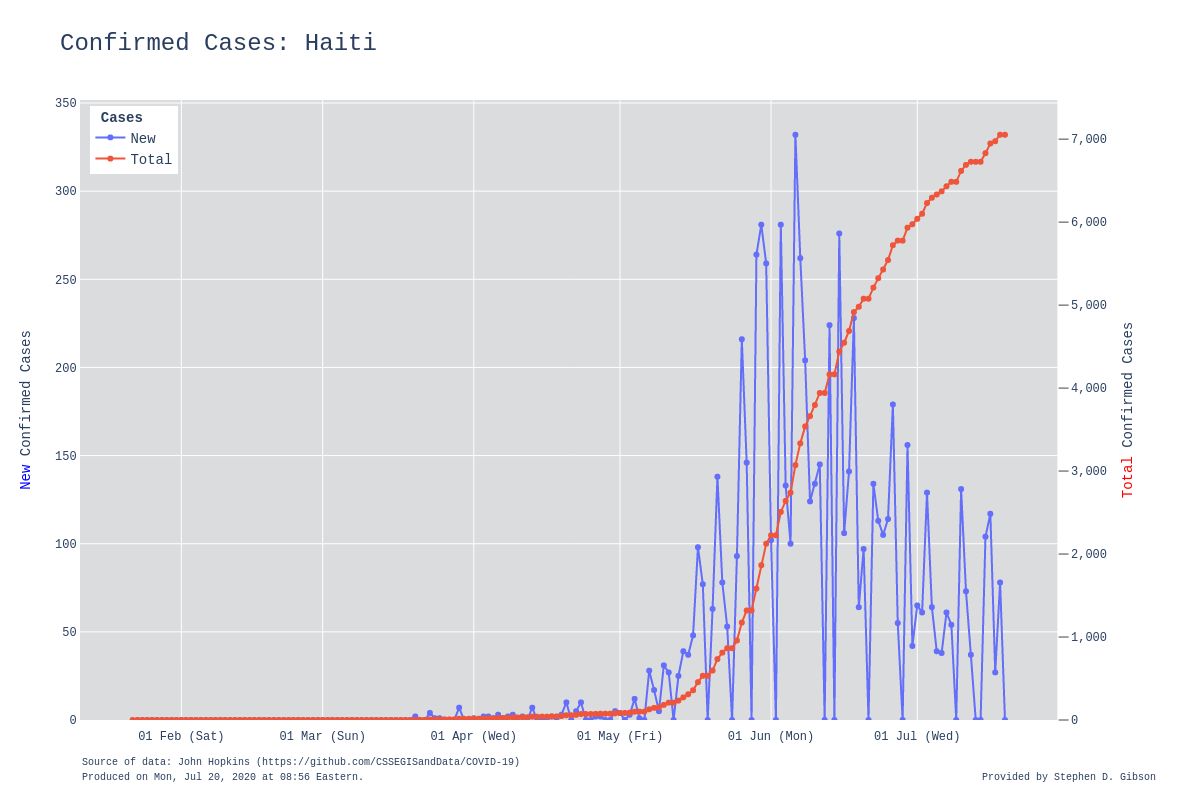 Confirmed Cases: Haiti
Cases
New
Total
350
300
250
200
150
100
50
0
7,000
6,000
5,000
4,000
3,000
2,000
1,000
0
New Confirmed Cases
Total Confirmed Cases
01 Feb (Sat)
01 Mar (Sun)
01 Apr (Wed)
01 May (Fri)
01 Jun (Mon)
01 Jul (Wed)
Source of data: John Hopkins (https://github.com/CSSEGISandData/COVID-19)
Produced on Mon, Jul 20, 2020 at 08:56 Eastern.
Provided by Stephen D. Gibson